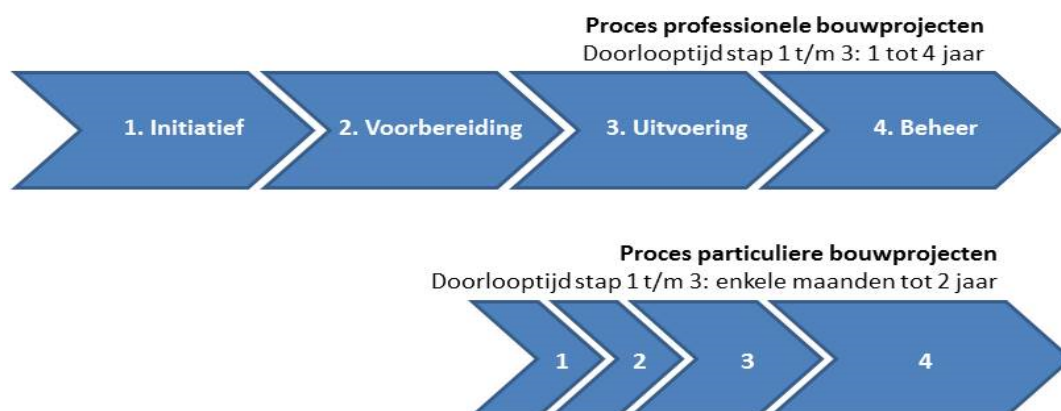 Proces professionele bouwprojecten
Doorlooptijd stap 1 t/m 3: 1 tot 4 jaar
1. Initiatief
2. Voorbereiding
3. Uitvoering
4. Beheer
Proces particuliere bouwprojecten
Doorlooptijd stap 1 t/m 3: enkele maanden tot 2 jaar
1
2
3
4